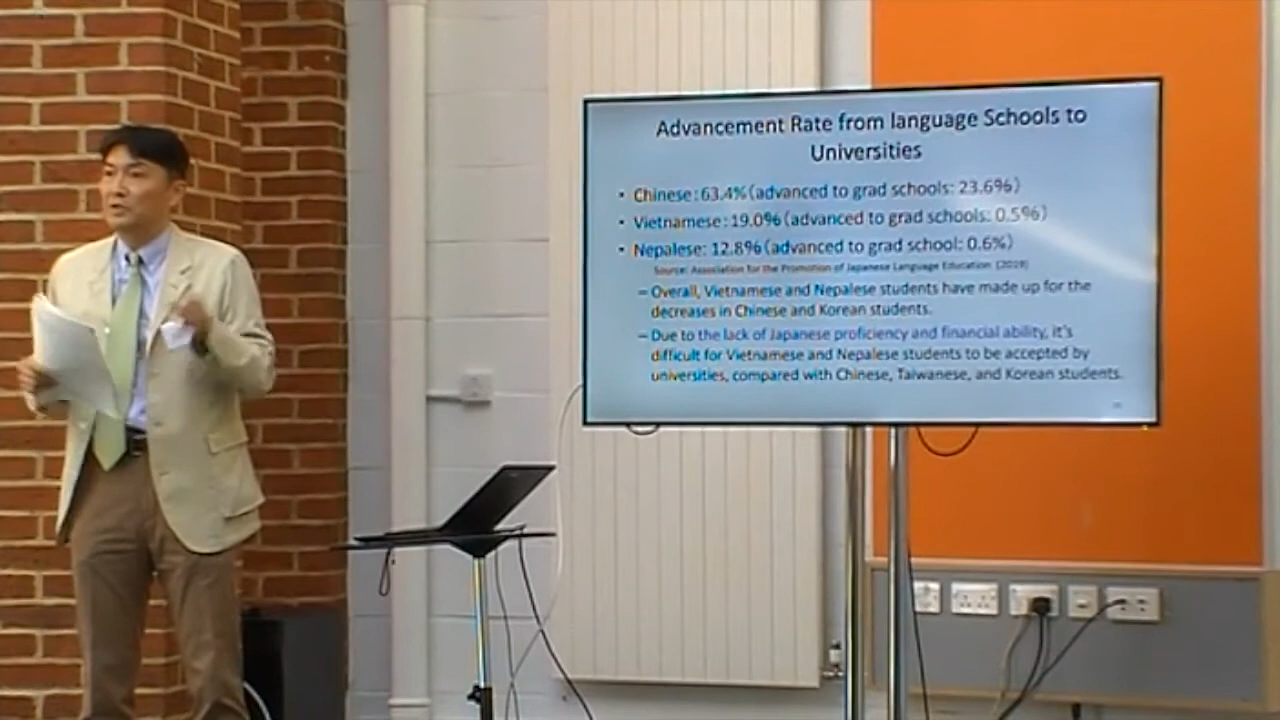 Advancement Rate from language Schools to
Universities
• Chinese: 63.4% (advanced to grad schools: 23.6%)
• Vietnamese: 19.0% (advanced to grad schools: 0.5%)
• Nepalese: 12.8% (advanced to grad school: 0.6%)
Source: Association for the Promotion of Japanese Language Education (2019)
– Overall, Vietnamese and Nepalese students have made up for the
decreases in Chinese and Korean students.
– Due to the lack of Japanese proficiency and financial ability, it's
difficult for Vietnamese and Nepalese students to be accepted by
universities, compared with Chinese, Taiwanese, and Korean students.